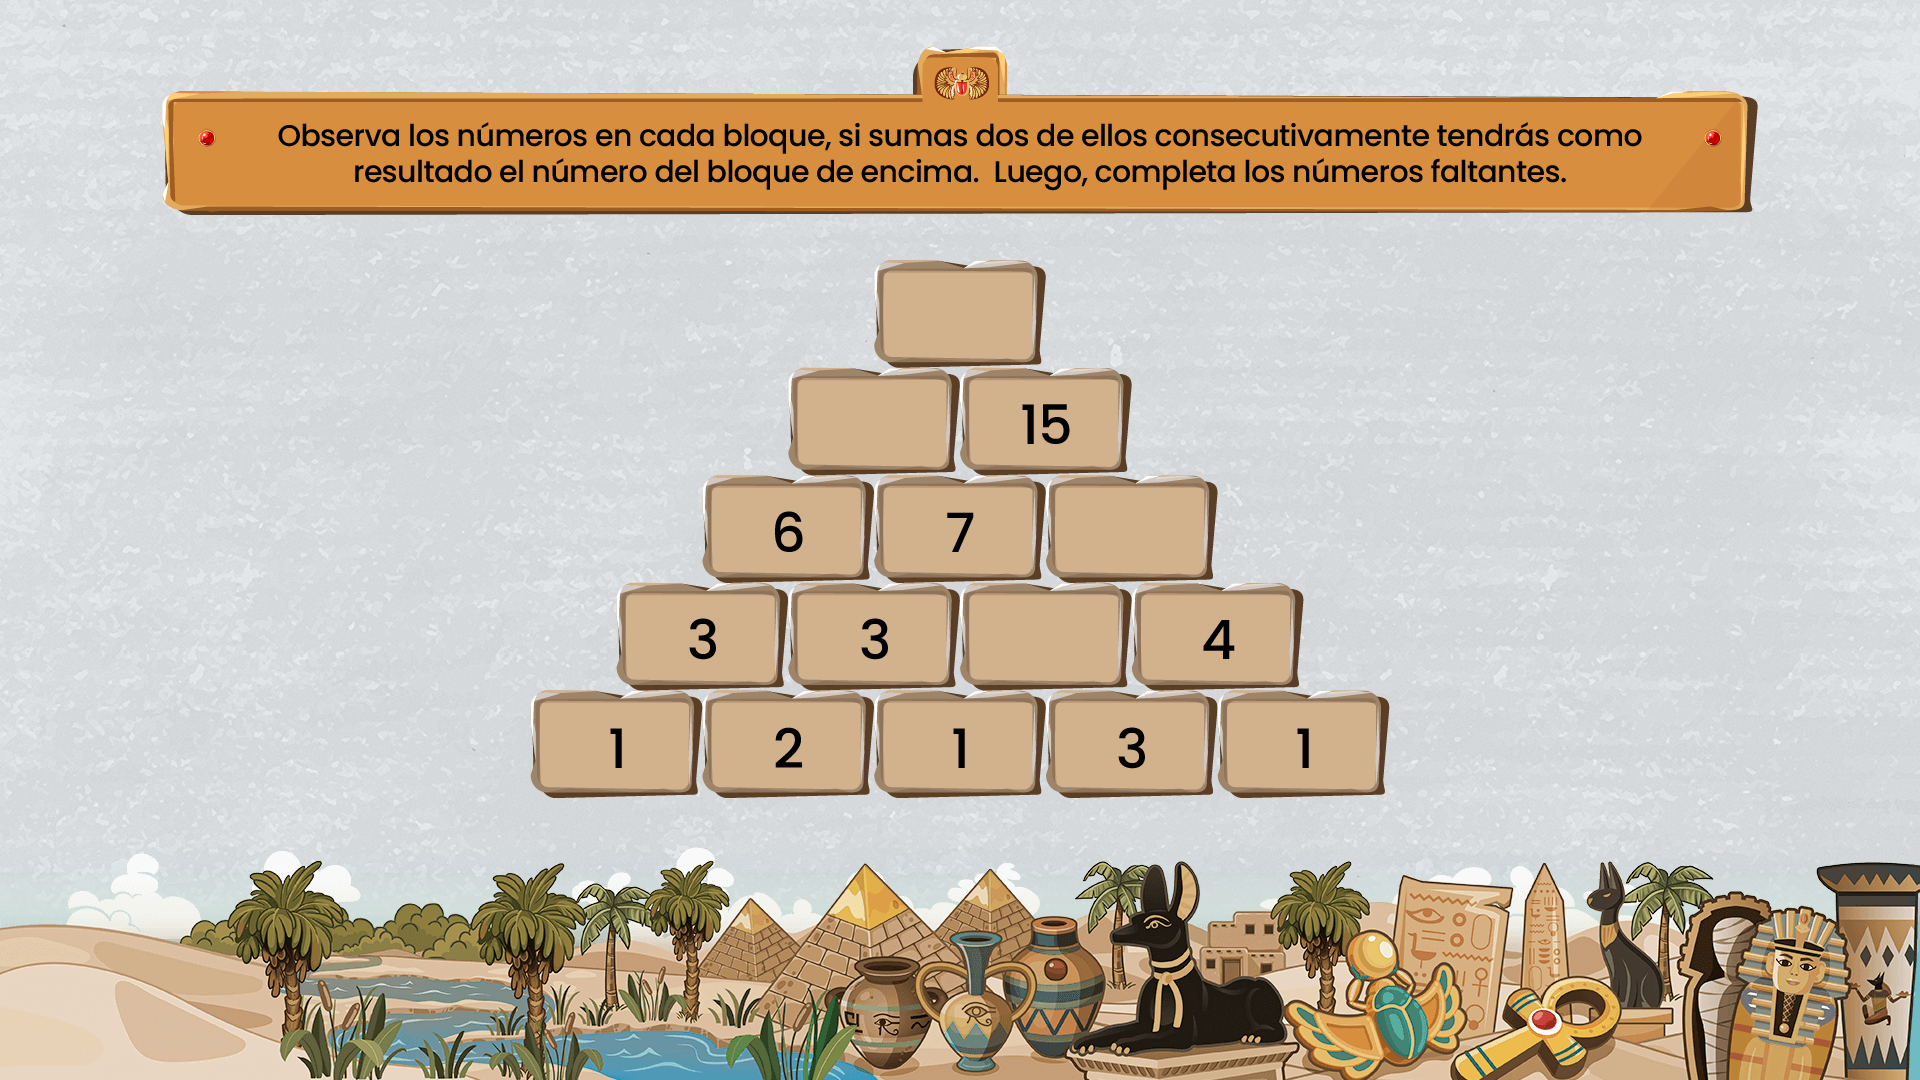 Observa los números en cada bloque, si sumas dos de ellos consecutivamente tendrás como
resultado el número del bloque de encima.  Luego, completa los números faltantes.
15
6 7
3 3 4
1 2 1 3 1